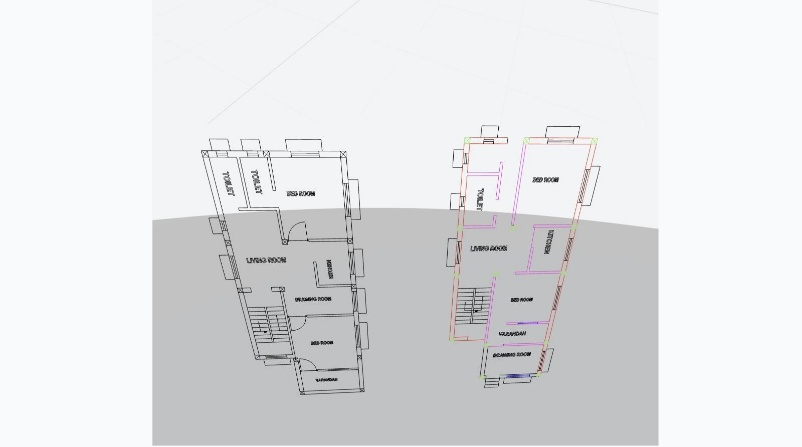 TOILET
TOILET
BED ROOM
LIVING ROOM
KITCHEN
DRAWING ROOM
BED ROOM
VARANDAH
BED ROOM
TOILET
LIVING ROOM
KITCHEN
BED ROOM
VARANDAH
DRAWING ROOM